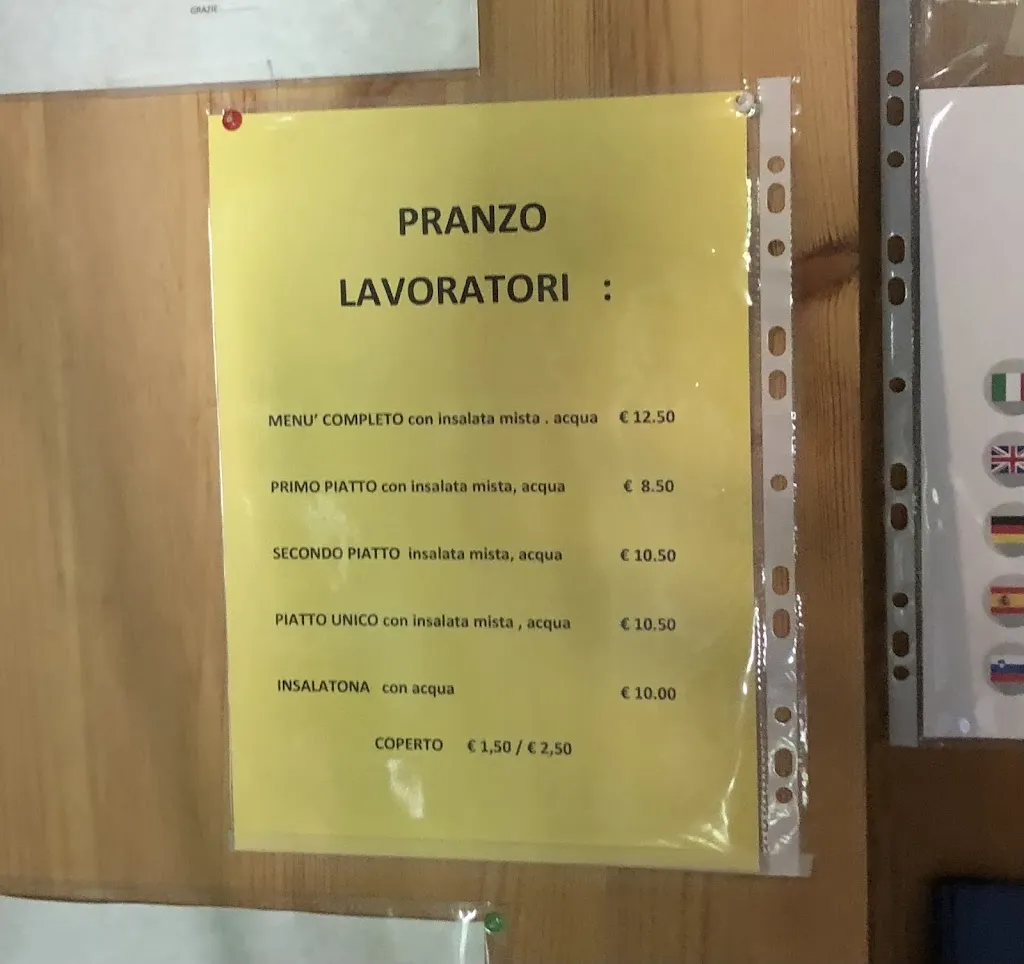 GRAZIE
PRANZO
LAVORATORI :
MENU' COMPLETO con insalata mista . acqua € 12.50
PRIMO PIATTO con insalata mista, acqua € 8.50
SECONDO PIATTO insalata mista, acqua € 10.50
PIATTO UNICO con insalata mista , acqua € 10.50
INSALATONA con acqua € 10.00
COPERTO € 1,50 / € 2,50